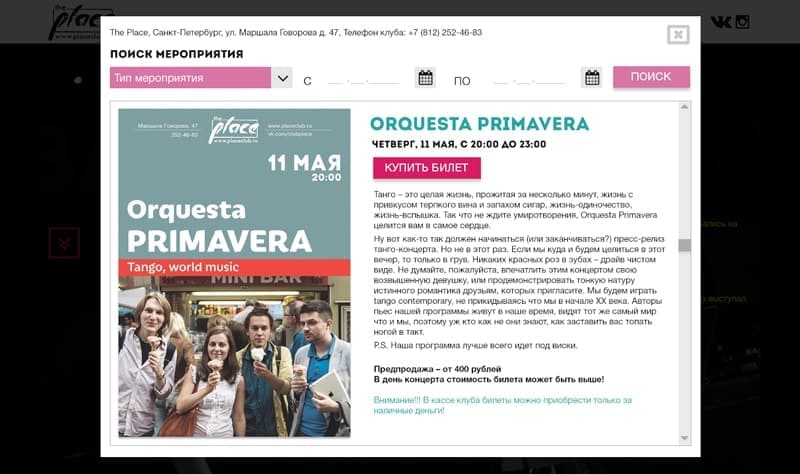 the place
www.placeclub.ru
The Place, Санкт-Петербург, ул. Маршала Говорова д. 47, Телефон клуба: +7 (812) 252-46-83
ПОИСК МЕРОПРИЯТИЯ
Тип мероприятия
С __ -__-____
ПО __ -__-____
ПОИСК
Маршала Говорова, 47
252-46-83
the place
www.placeclub.ru
www.placeclub.ru
vk.com/clubplace
11 МАЯ
20:00
Orquesta
PRIMAVERA
Tango, world music
MINI BAR
ORQUESTA PRIMAVERA
ЧЕТВЕРГ, 11 МАЯ, С 20:00 ДО 23:00
КУПИТЬ БИЛЕТ
Танго – это целая жизнь, прожитая за несколько минут, жизнь с
привкусом терпкого вина и запахом сигар, жизнь-одиночество,
жизнь-вспышка. Так что не ждите умиротворения, Orquesta Primavera
целится вам в самое сердце.
Ну вот как-то так должен начинаться (или заканчиваться?) пресс-релиз
танго-концерта. Но не в этот раз. Если мы куда и будем целиться в этот
вечер, то только в грув. Никаких красных роз в зубах – драйв чистом
виде. Не думайте, пожалуйста, впечатлить этим концертом свою
возвышенную девушку, или продемонстрировать тонкую натуру
истинного романтика друзьям, которых пригласите. Мы будем играть
tango contemporary, не прикидываясь что мы в начале XX века. Авторы
пьес нашей программы живут в наше время, видят тот же самый мир
что и мы, поэтому уж кто как не они знают, как заставить вас топать
ногой в такт.
P.S. Наша программа лучше всего идет под виски.
Предпродажа – от 400 рублей
В день концерта стоимость билета может быть выше!
Внимание!!! В кассе клуба билеты можно приобрести только за
наличные деньги!
выступал